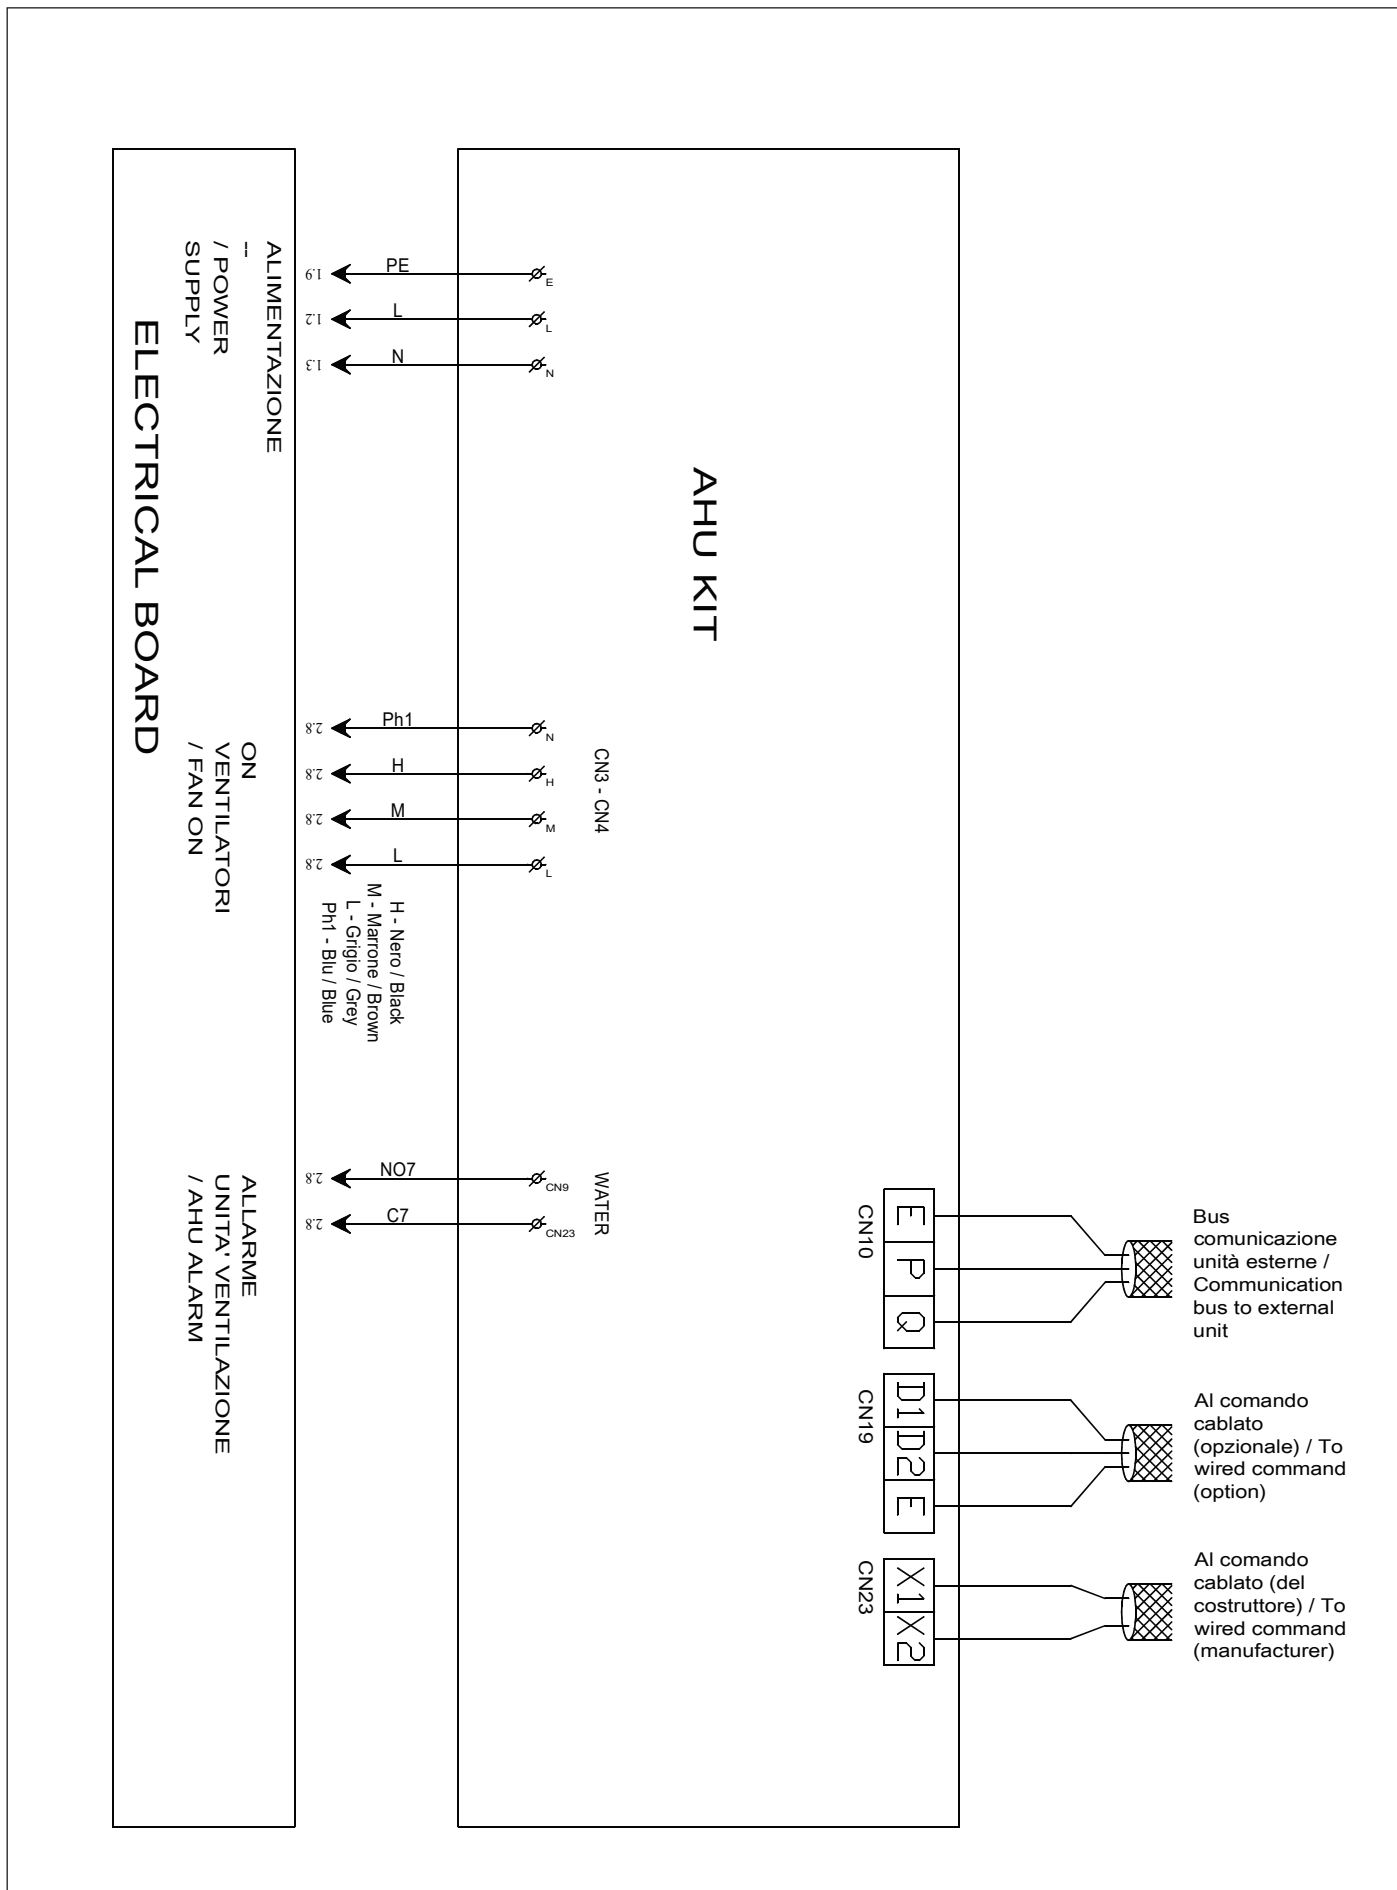 ELECTRICAL BOARD
ALIMENTAZIONE
--
/ POWER
SUPPLY
1.9
PE
E
1.2
L
L
1.3
N
N
AHU KIT
ON
VENTILATORI
/ FAN ON
2.8
Ph1
N
2.8
H
H
2.8
M
M
2.8
L
L
CN3 - CN4
H - Nero / Black
M - Marrone / Brown
L - Grigio / Grey
Ph1 - Blu / Blue
ALLARME
UNITA' VENTILAZIONE
/ AHU ALARM
2.8
NO7
CN9
2.8
C7
CN23
WATER
CN10
E
P
Q
Bus
comunicazione
unità esterne /
Communication
bus to external
unit
CN19
D1
D2
E
Al comando
cablato
(opzionale) / To
wired command
(option)
CN23
X1
X2
Al comando
cablato (del
costruttore) / To
wired command
(manufacturer)